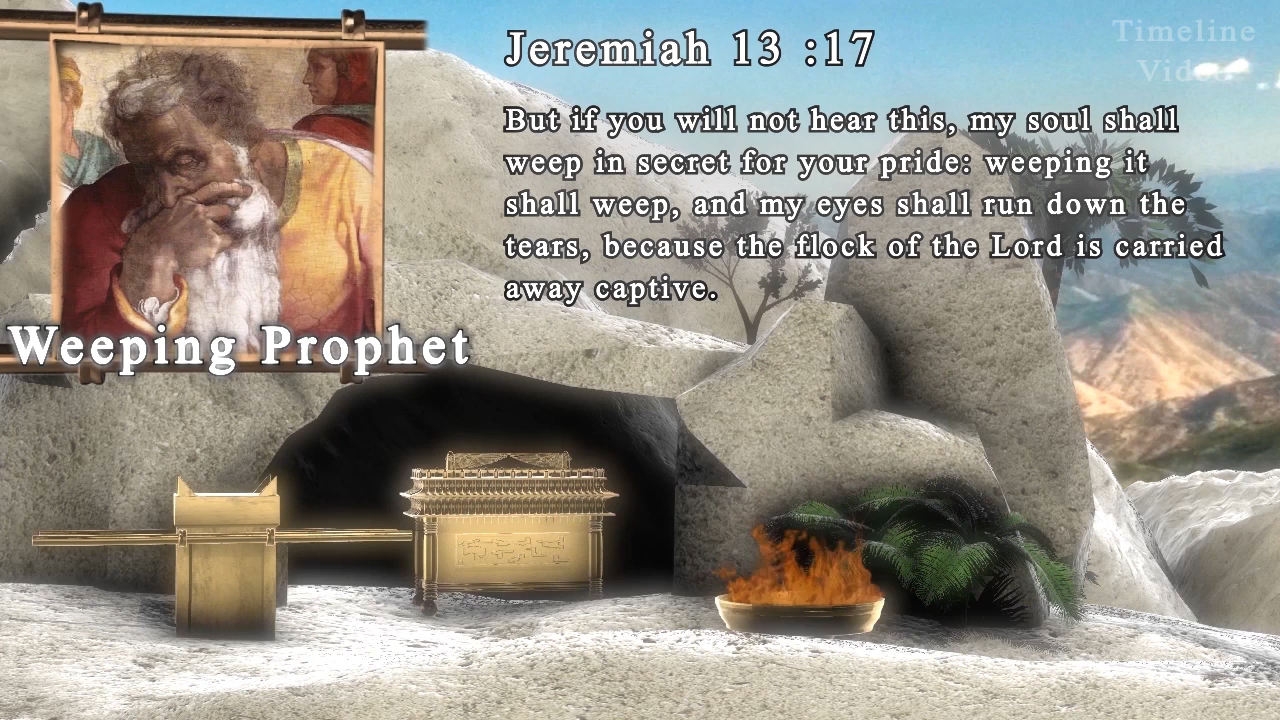 Timeline
Video
Jeremiah 13 :17
But if you will not hear this, my soul shall
weep in secret for your pride: weeping it
shall weep, and my eyes shall run down the
tears, because the flock of the Lord is carried
away captive.
Weeping Prophet